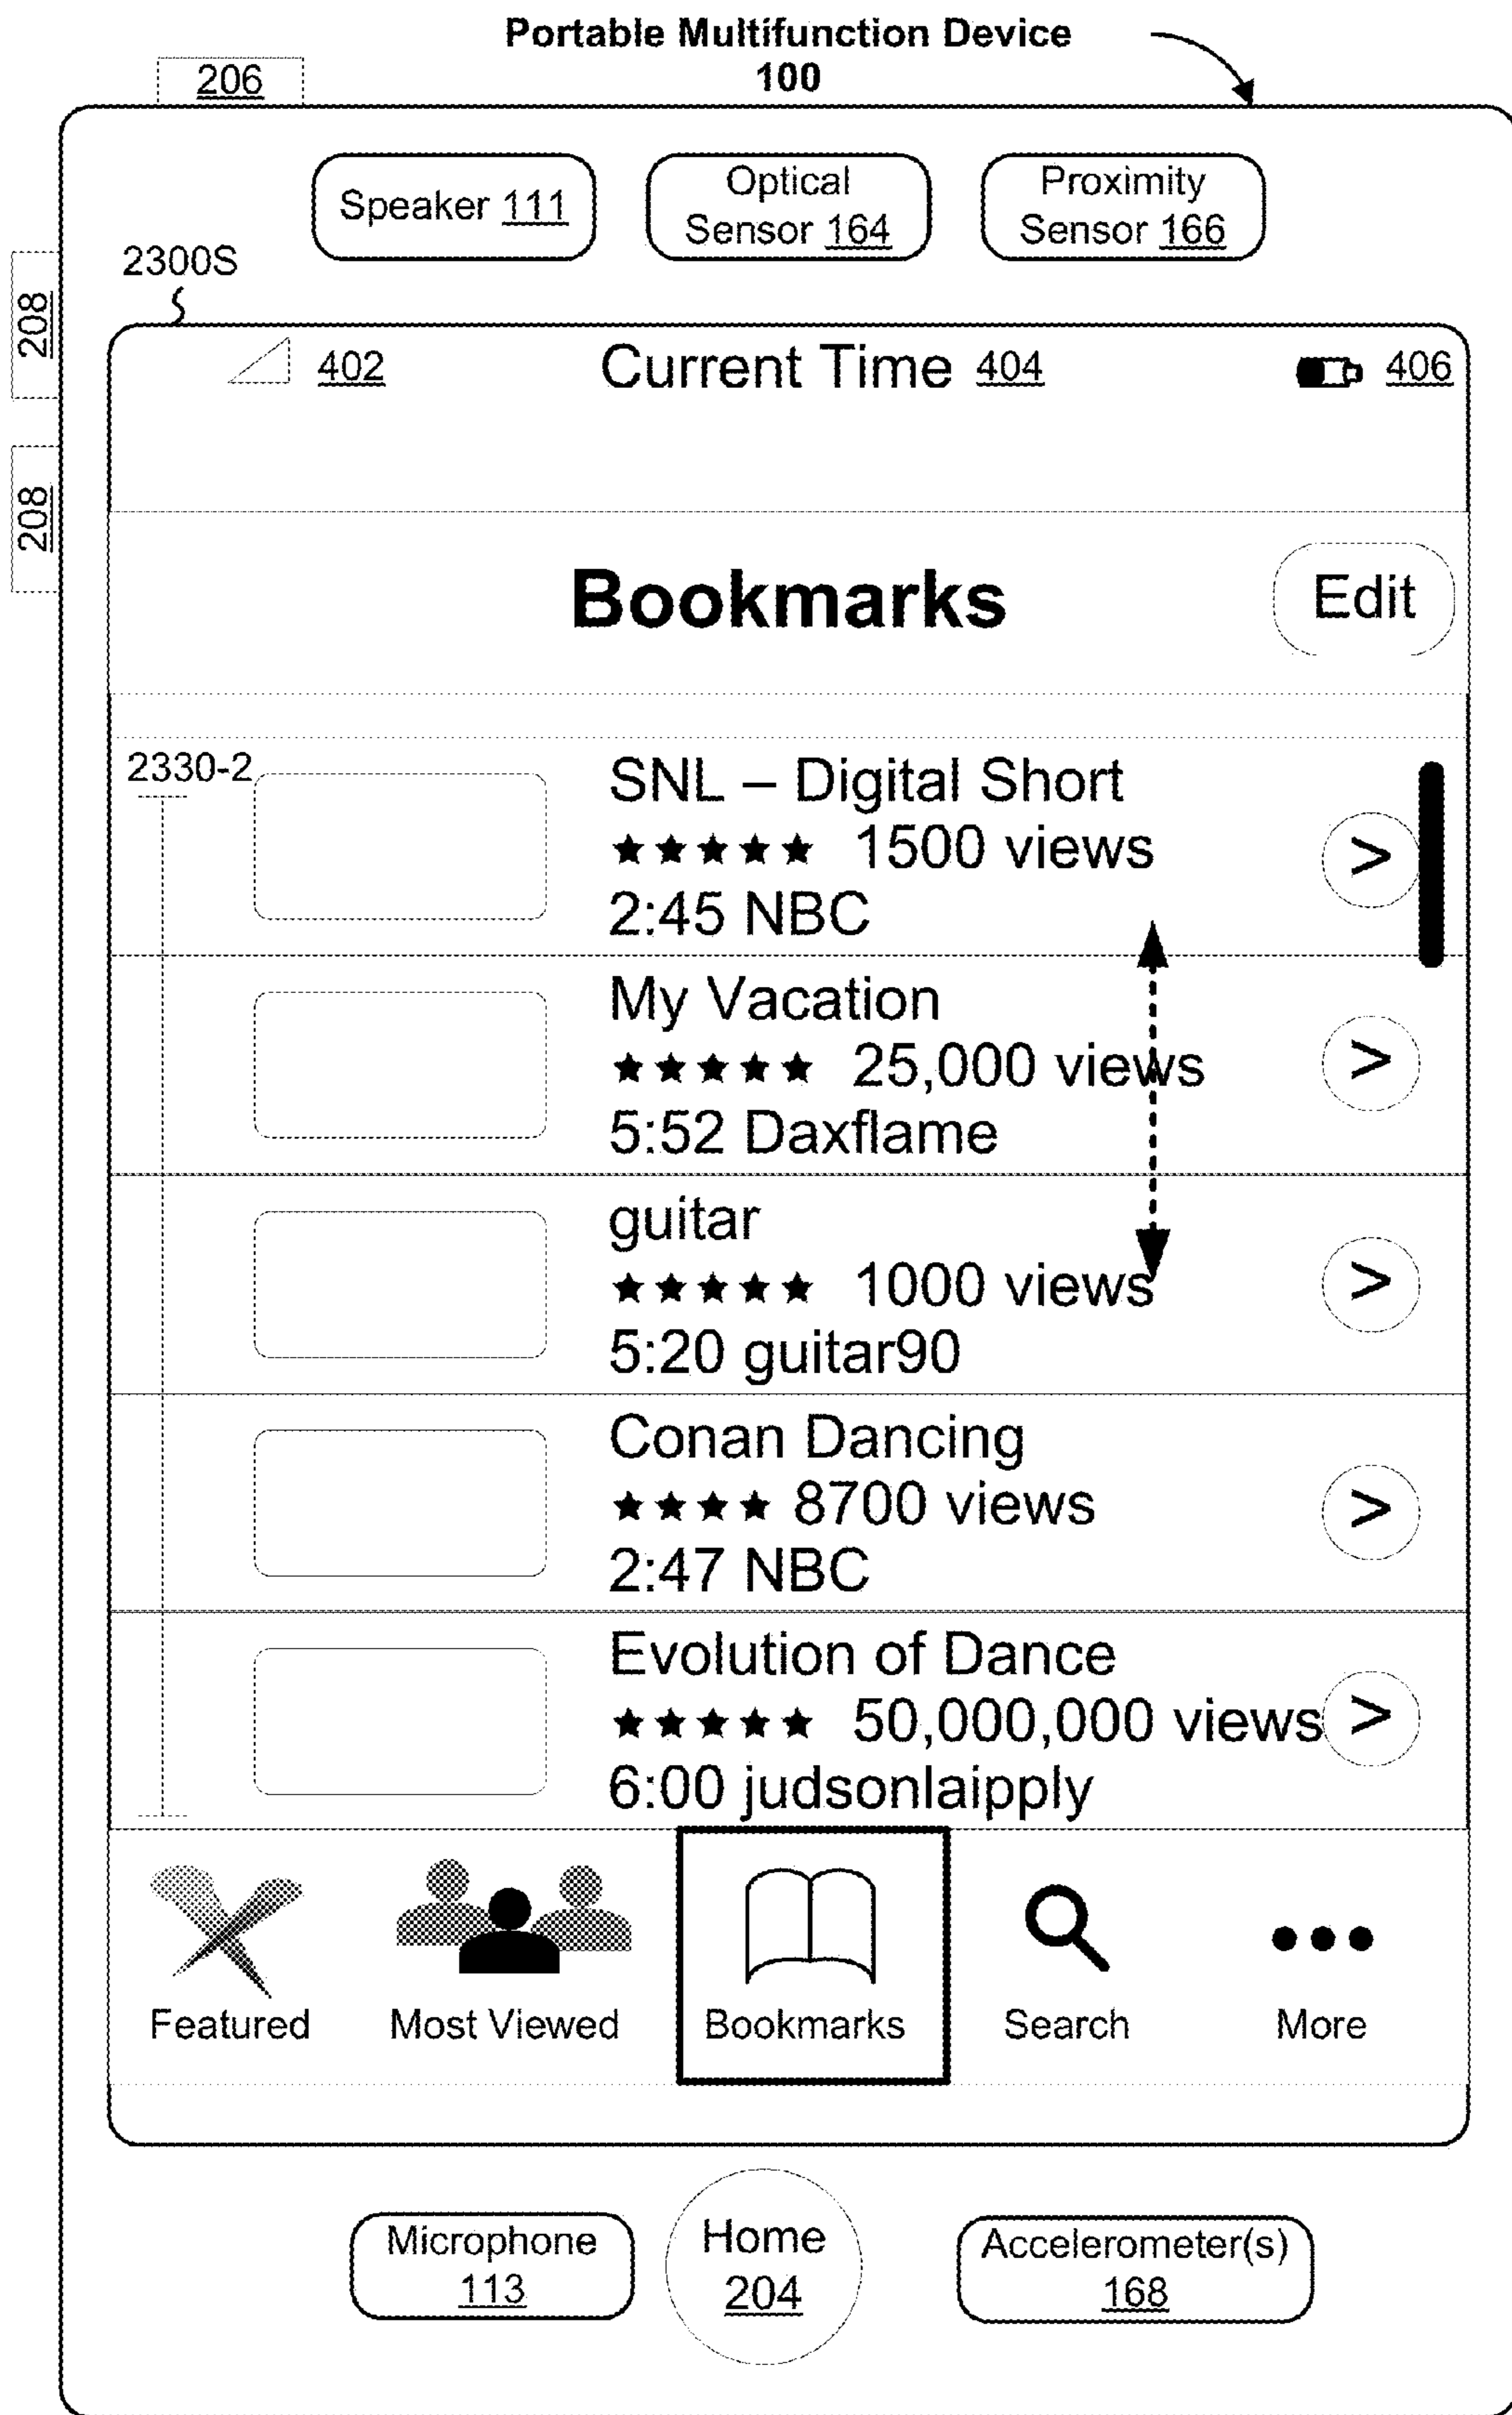 Portable Multifunction Device
100
206
Speaker 111
Optical
Sensor 164
Proximity
Sensor 166
2300S
208
208
402
Current Time 404
406
Bookmarks
Edit
2330-2
SNL – Digital Short
★★★★★ 1500 views
2:45 NBC
>
My Vacation
★★★★★ 25,000 views
5:52 Daxflame
>
guitar
★★★★★ 1000 views
5:20 guitar90
>
Conan Dancing
★★★★ 8700 views
2:47 NBC
>
Evolution of Dance
★★★★★ 50,000,000 views
6:00 judsonlaipply
>
Featured
Most Viewed
Bookmarks
Search
More
Microphone
113
Home
204
Accelerometer(s)
168